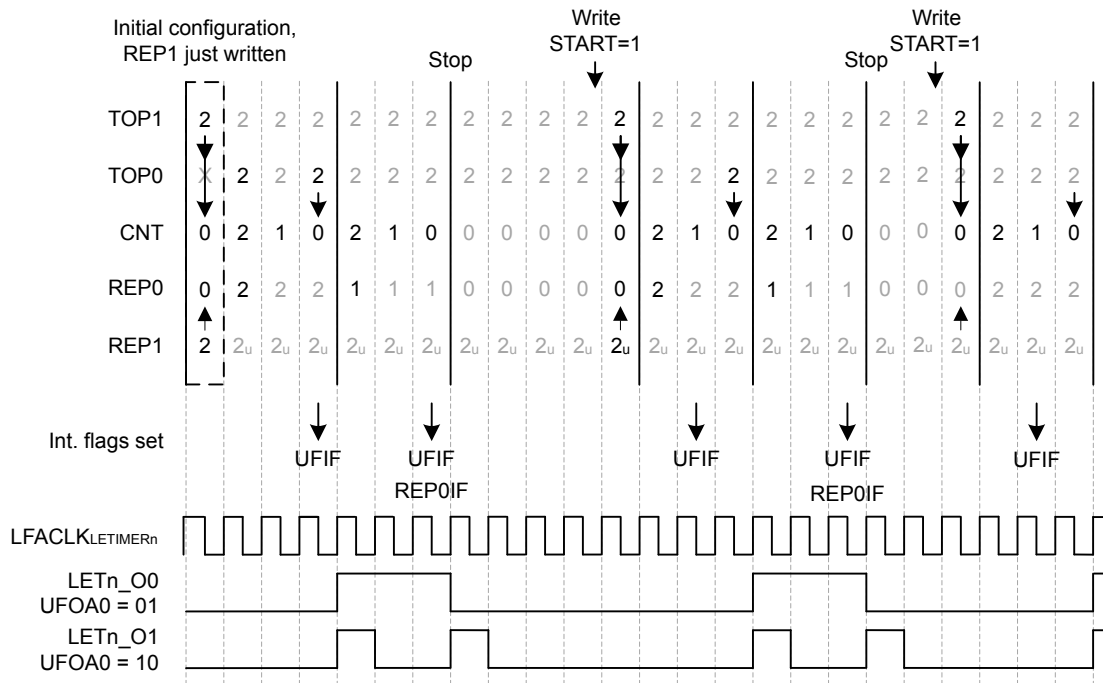 Initial configuration,
REP1 just written
Stop
Write
START=1
Stop
Write
START=1
TOP1 2 2 2 2 2 2 2 2 2 2 2 2 2 2 2 2 2 2 2 2 2 2 2 2
TOP0 X 2 2 2 2 2 2 2 2 2 2 2 2 2 2 2 2 2 2 2 2 2 2 2
CNT 0 2 1 0 2 1 0 0 0 0 0 0 2 1 0 2 1 0 0 0 0 2 1 0
REP0 0 2 2 2 1 1 1 0 0 0 0 0 2 2 2 1 1 1 0 0 0 2 2 2
REP1 2 2u 2u 2u 2u 2u 2u 2u 2u 2u 2u 2u 2u 2u 2u 2u 2u 2u 2u 2u 2u 2u 2u 2u
Int. flags set
UFIF UFIF UFIF UFIF UFIF
REP0IF REP0IF
LFACLKLETIMERn
LETn_O0
UFOA0 = 01
LETn_O1
UFOA0 = 10